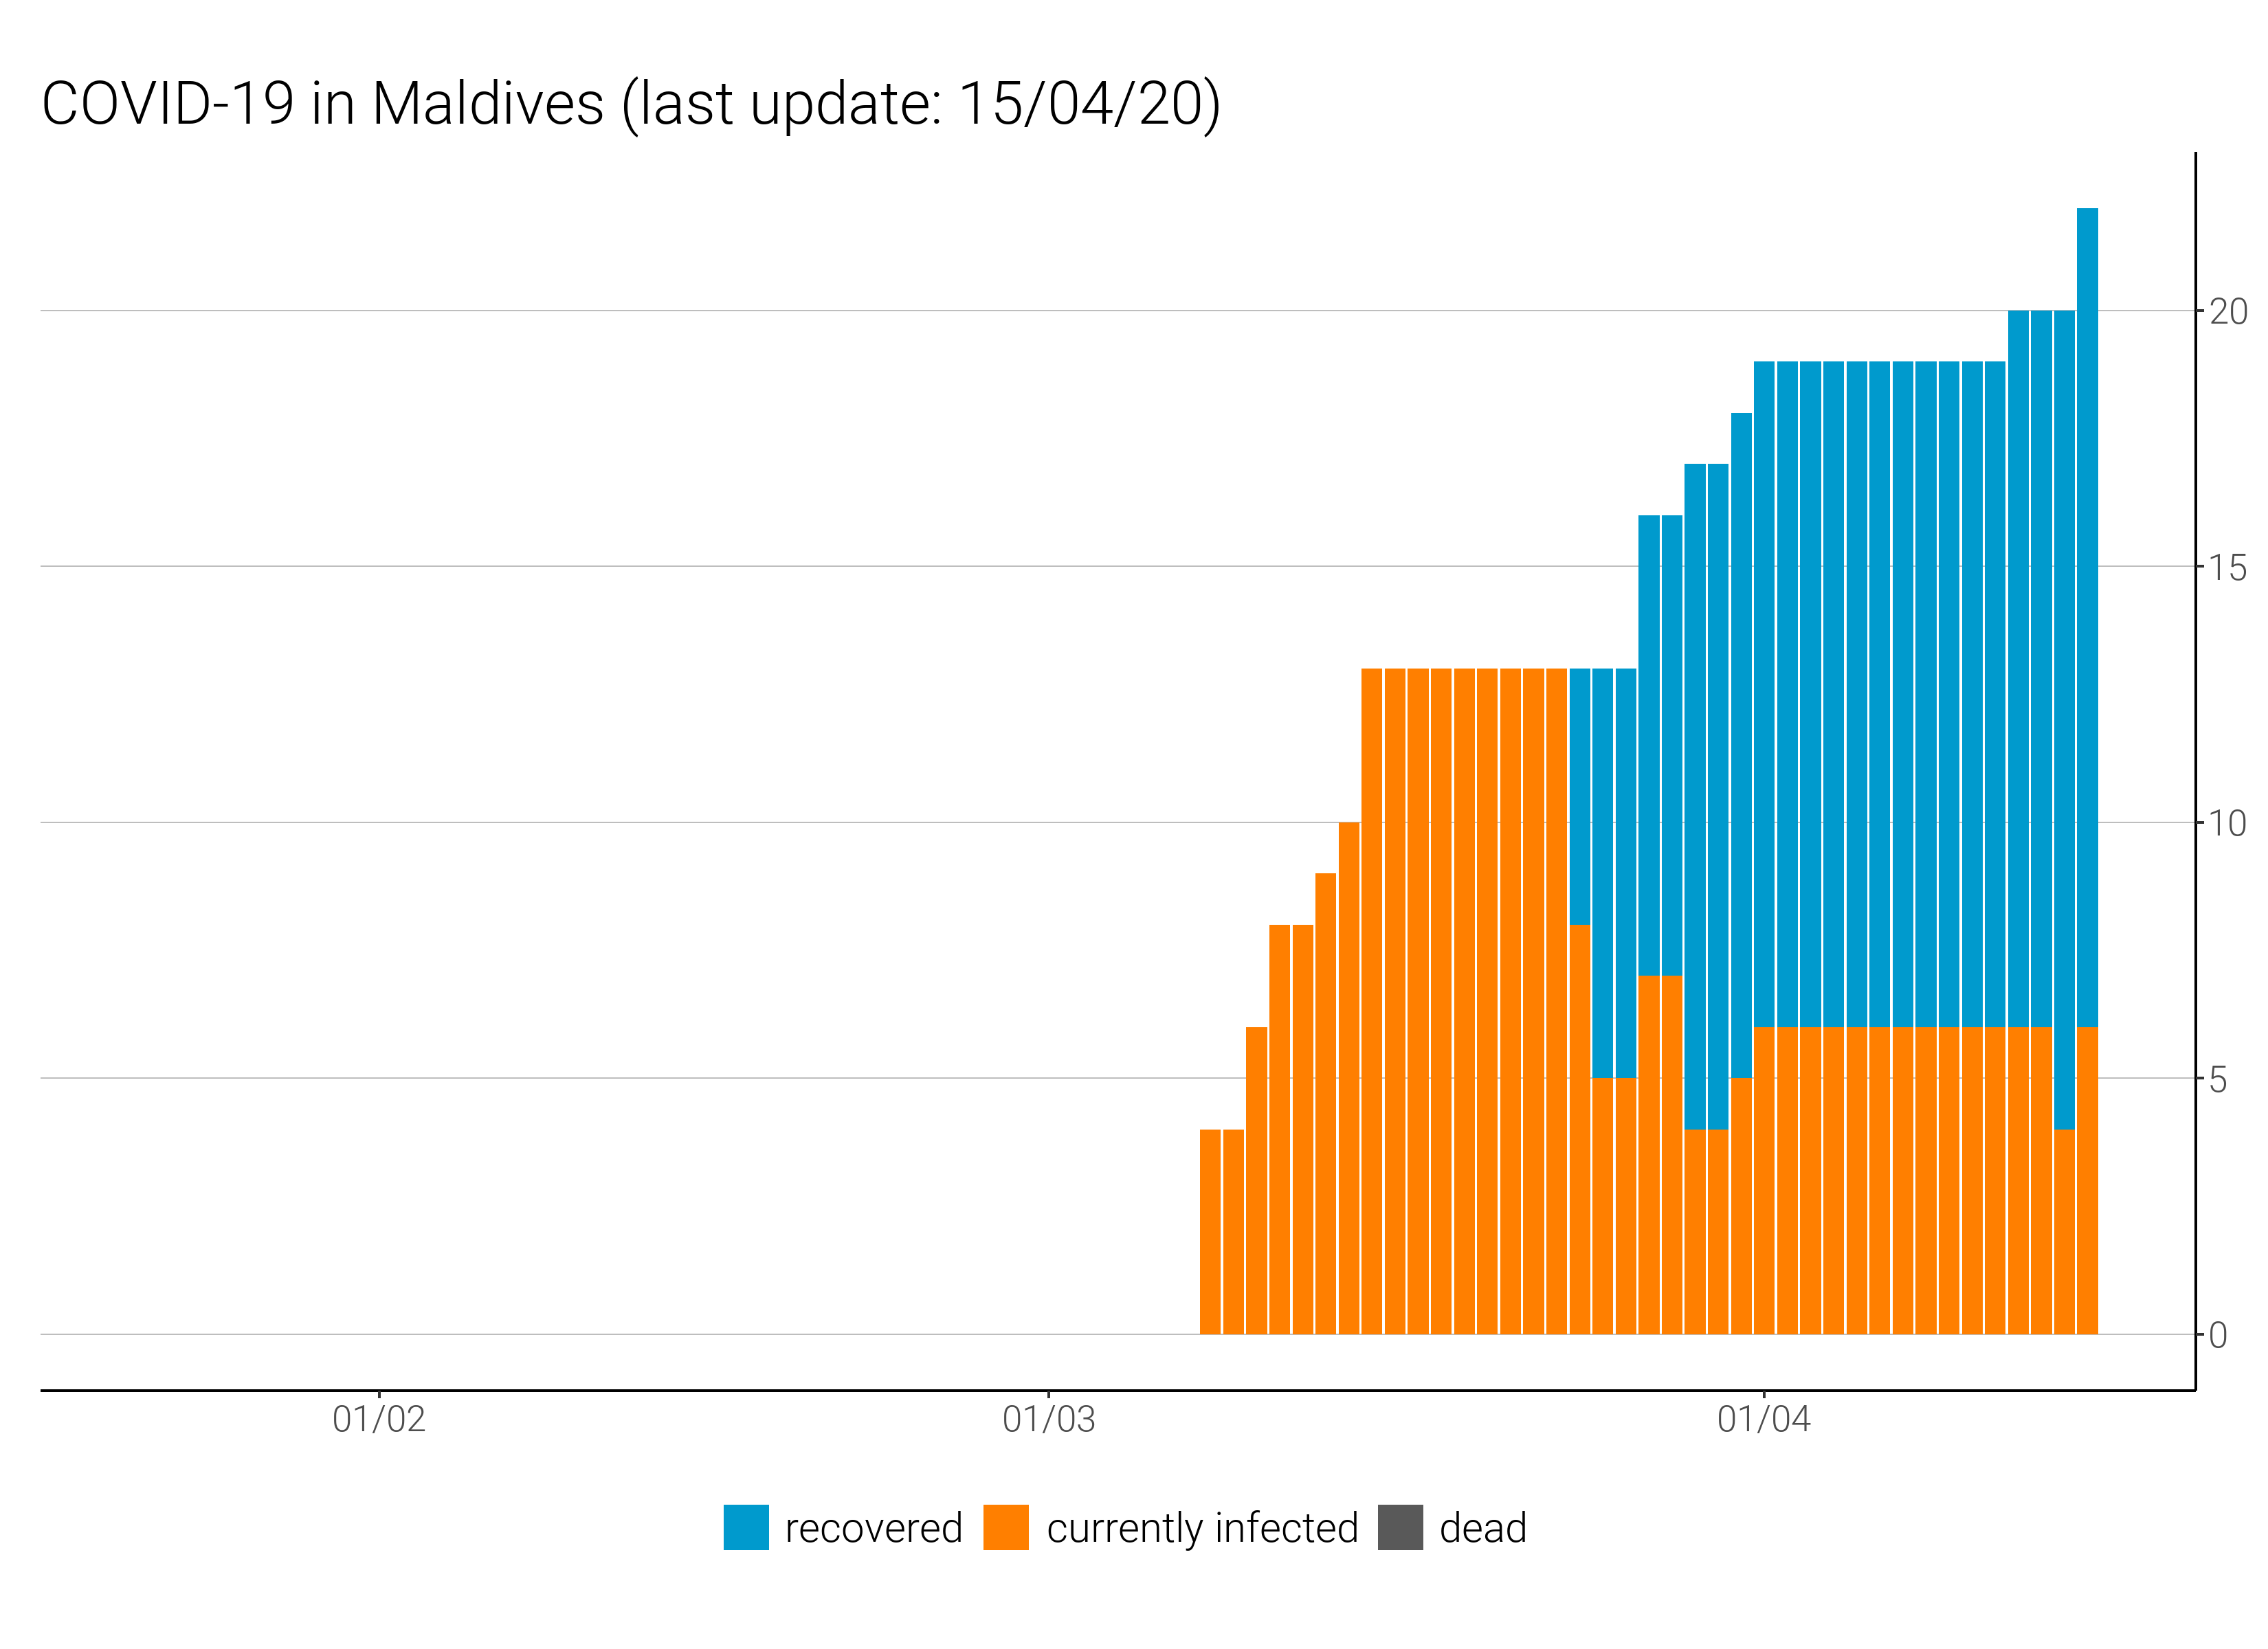 COVID-19 in Maldives (last update: 15/04/20)
20
15
10
5
0
01/02 01/03 01/04
recovered currently infected dead